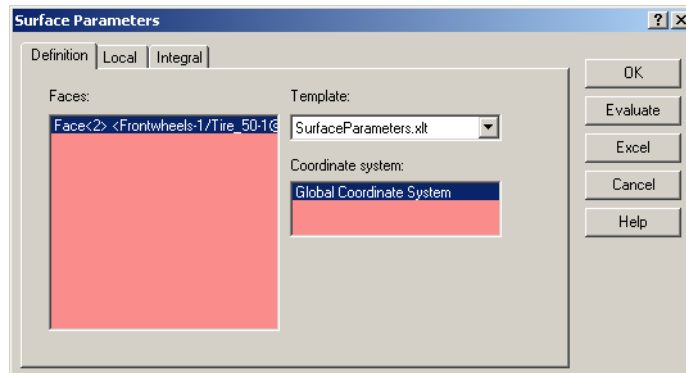 Surface Parameters
Definition
Local
Integral
Faces:
Face<2> <Frontwheels-1/Tire_50-1@
Template:
SurfaceParameters.xlt
Coordinate system:
Global Coordinate System
OK
Evaluate
Excel
Cancel
Help